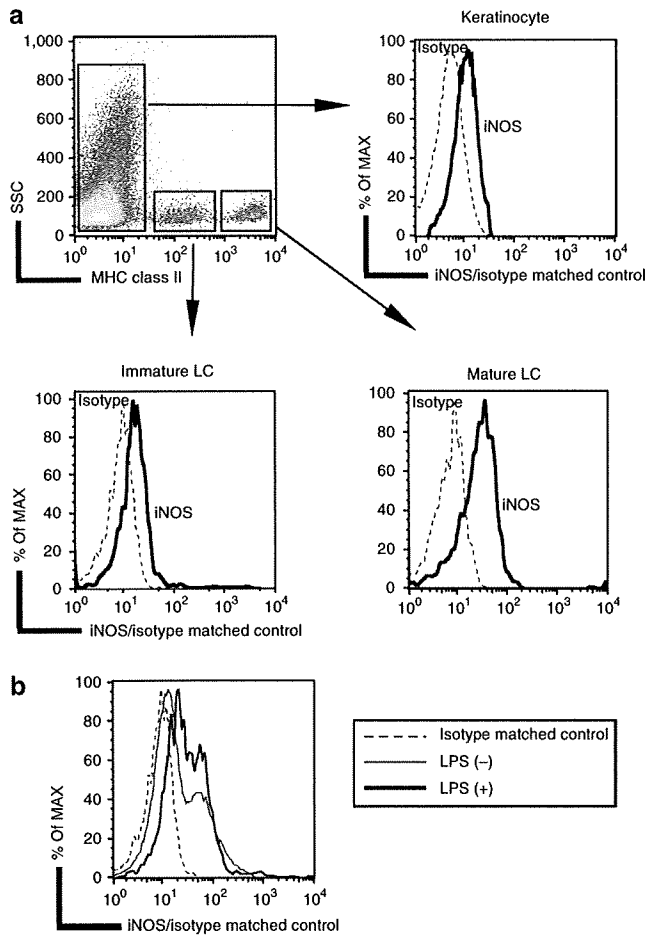 a
Keratinocyte
1,000
800
600
400
200
0
SSC
10^0 10^1 10^2 10^3 10^4
MHC class II
100
80
60
40
20
0
% Of MAX
Isotype
iNOS
10^0 10^1 10^2 10^3 10^4
iNOS/isotype matched control
Immature LC
100
80
60
40
20
0
% Of MAX
Isotype
iNOS
10^0 10^1 10^2 10^3 10^4
iNOS/isotype matched control
Mature LC
100
80
60
40
20
0
% Of MAX
Isotype
iNOS
10^0 10^1 10^2 10^3 10^4
iNOS/isotype matched control
b
100
80
60
40
20
0
% Of MAX
10^0 10^1 10^2 10^3 10^4
iNOS/isotype matched control
Isotype matched control
LPS (–)
LPS (+)